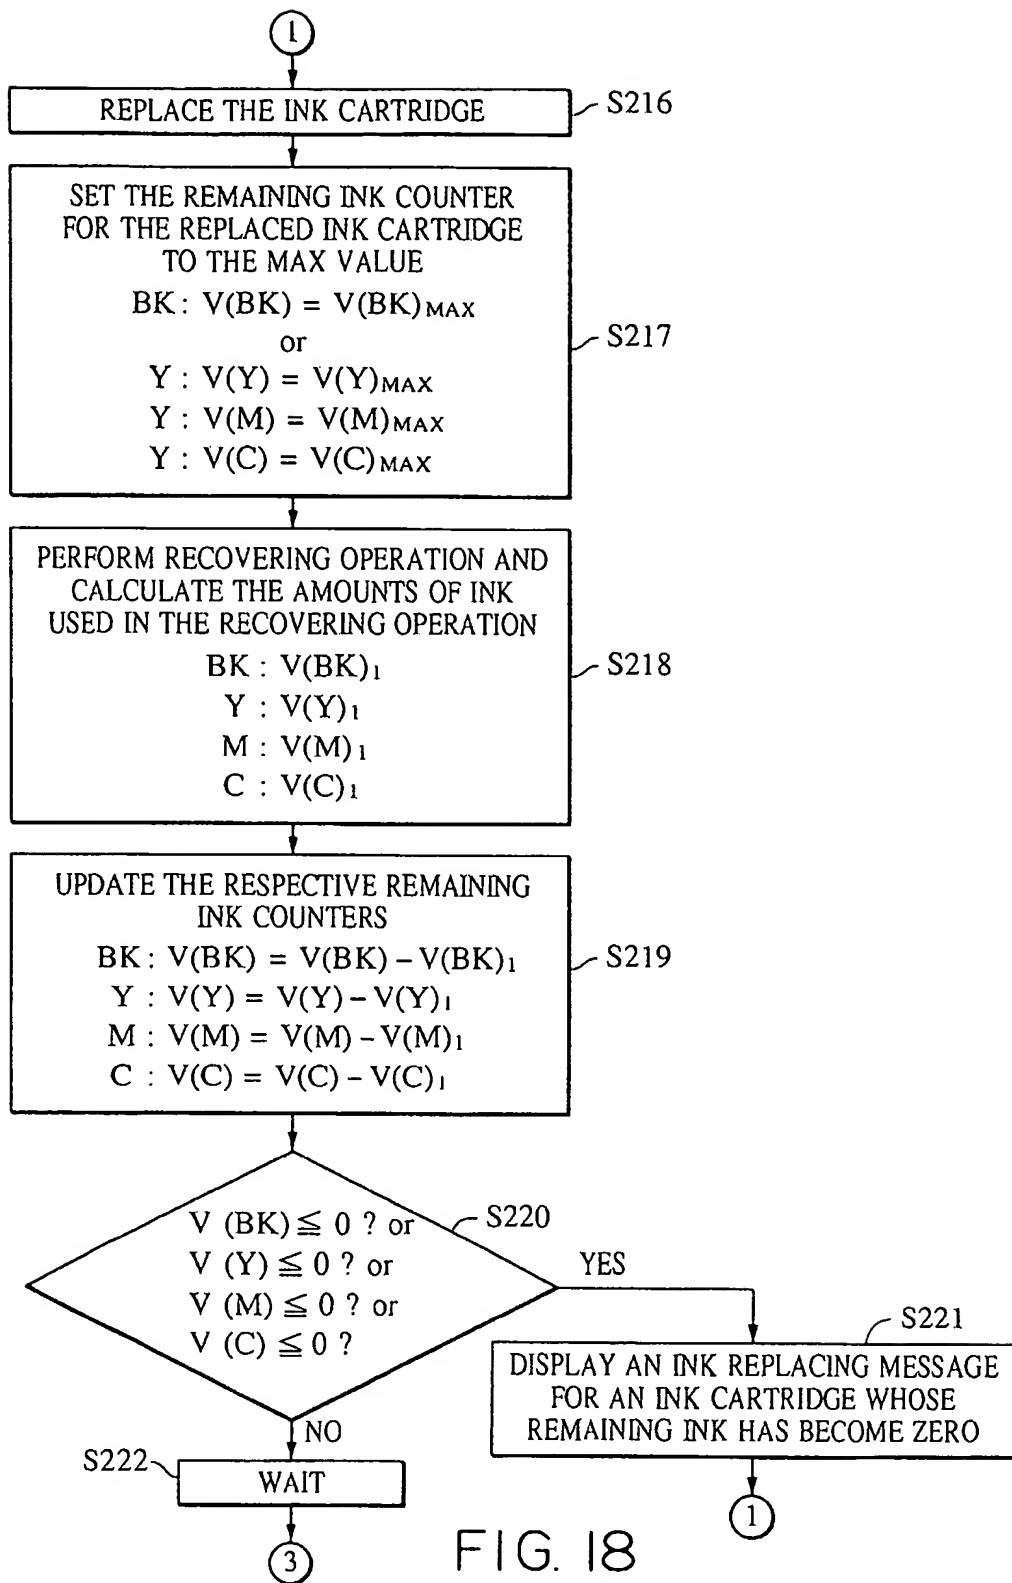 1
REPLACE THE INK CARTRIDGE
S216
SET THE REMAINING INK COUNTER
FOR THE REPLACED INK CARTRIDGE
TO THE MAX VALUE
BK : V(BK) = V(BK)MAX
or
Y : V(Y) = V(Y)MAX
Y : V(M) = V(M)MAX
Y : V(C) = V(C)MAX
S217
PERFORM RECOVERING OPERATION AND
CALCULATE THE AMOUNTS OF INK
USED IN THE RECOVERING OPERATION
BK : V(BK)1
Y : V(Y)1
M : V(M)1
C : V(C)1
S218
UPDATE THE RESPECTIVE REMAINING
INK COUNTERS
BK : V(BK) = V(BK) – V(BK)1
Y : V(Y) = V(Y) – V(Y)1
M : V(M) = V(M) – V(M)1
C : V(C) = V(C) – V(C)1
S219
V (BK) ≦ 0 ? or
V (Y) ≦ 0 ? or
V (M) ≦ 0 ? or
V (C) ≦ 0 ?
S220
YES
S221
DISPLAY AN INK REPLACING MESSAGE
FOR AN INK CARTRIDGE WHOSE
REMAINING INK HAS BECOME ZERO
1
NO
S222
WAIT
3
FIG. 18